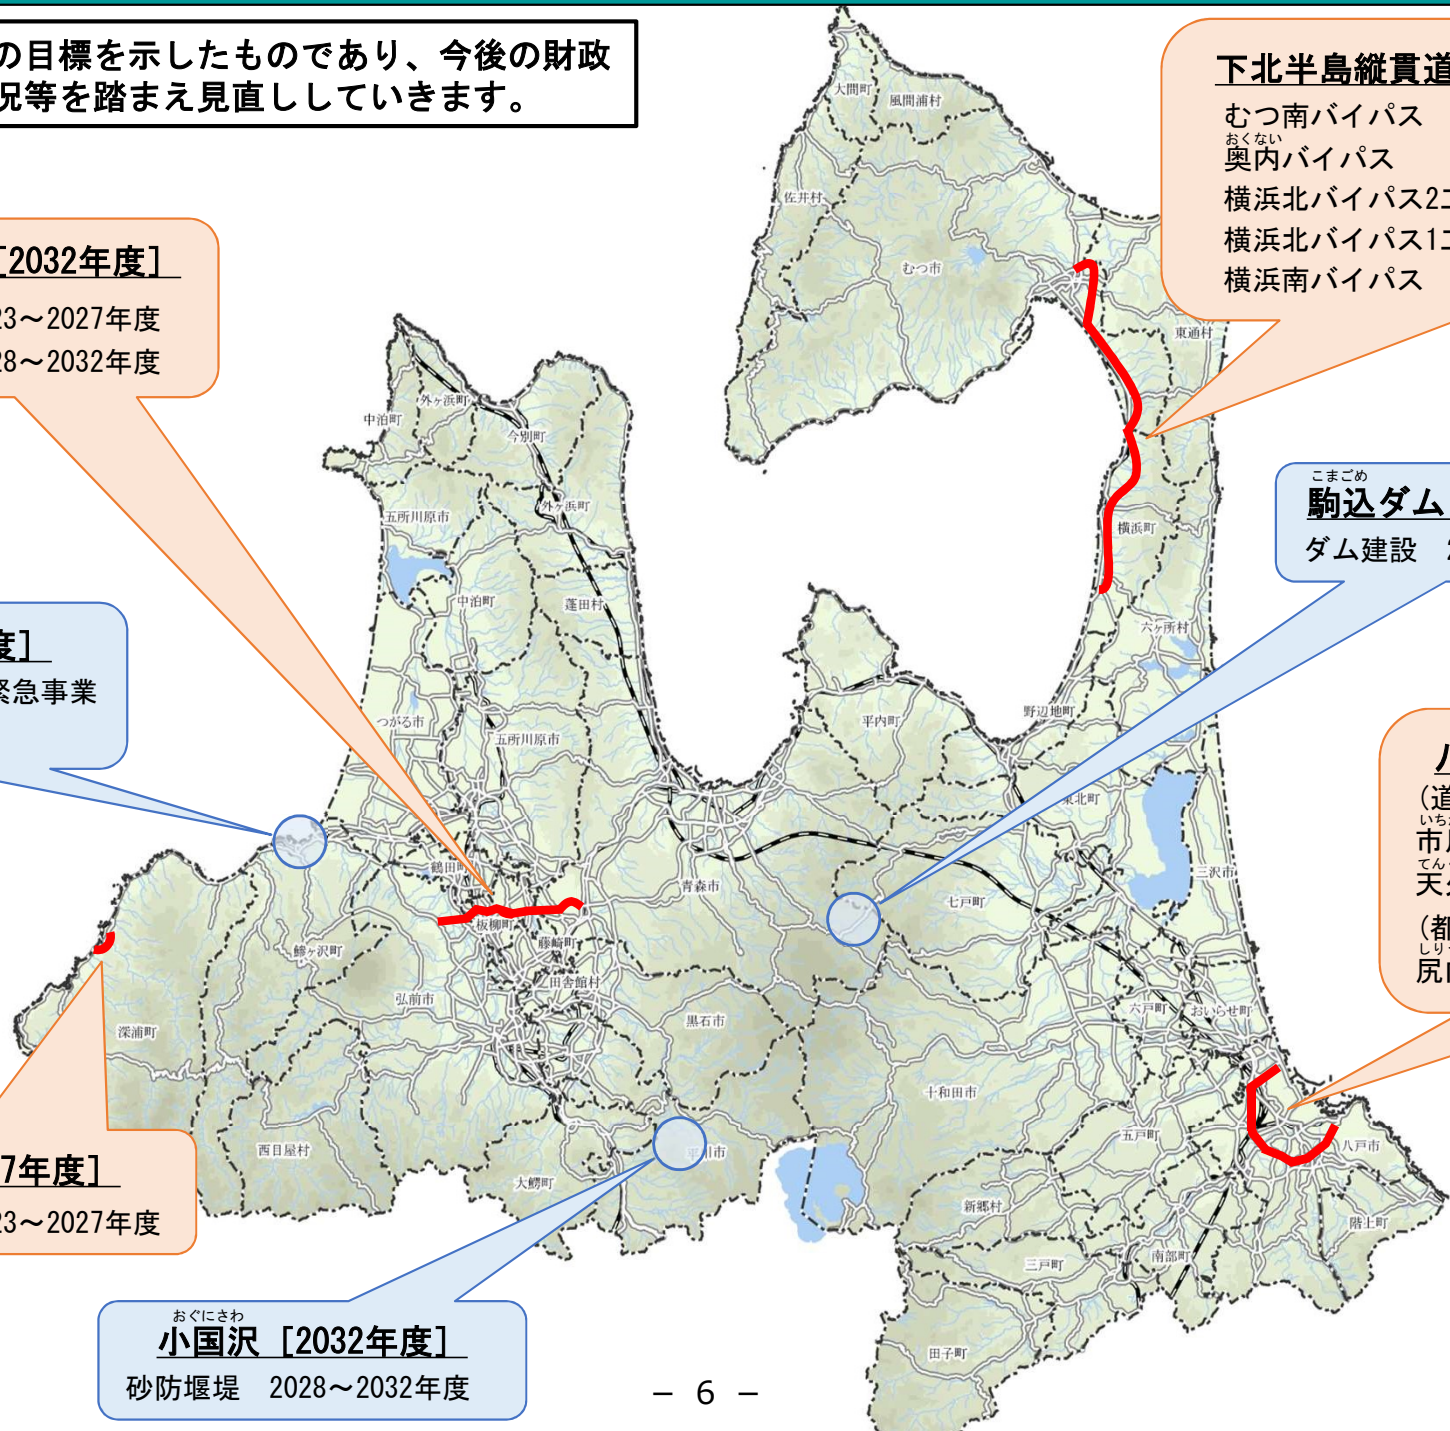 の目標を示したものであり、今後の財政
況等を踏まえ見直ししていきます。
下北半島縦貫道
むつ南バイパス
おくない
奥内バイパス
横浜北バイパス2
横浜北バイパス1
横浜南バイパス
[2032年度]
23～2027年度
28～2032年度
こまごめ
駒込ダム
ダム建設
度]
緊急事業
(道
市
天
(都
尻
7年度]
23～2027年度
おぐにさわ
小国沢 [2032年度]
砂防堰堤 2028～2032年度
大間町
風間浦村
佐井村
むつ市
東通村
横浜町
六ヶ所村
野辺地町
平内町
中泊町
外ヶ浜町
今別町
五所川原市
外ヶ浜町
中泊町
蓬田村
つがる市
五所川原市
東北町
三沢市
七戸町
青森市
鶴田町
板柳町
藤崎町
田舎館村
鰺ヶ沢町
弘前市
深浦町
黒石市
西目屋村
大鰐町
平川市
十和田市
六戸町
おいらせ町
五戸町
八戸市
新郷村
階上町
三戸町
南部町
田子町
－ 6 －